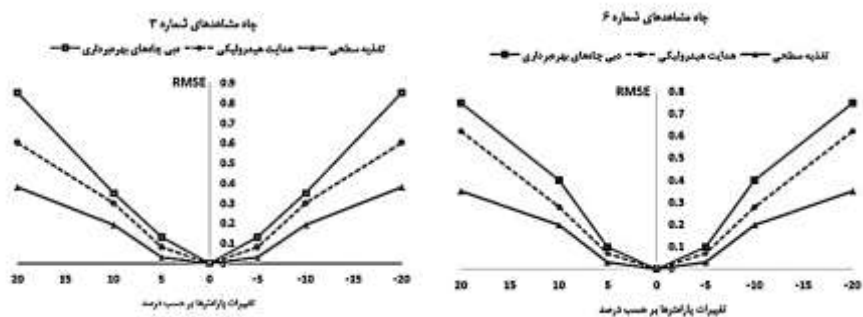 چاه مشاهده‌ای شماره ۳
دبی چاه‌های بهره‌برداری هدایت هیدرولیکی تغذیه سطحی
RMSE
0.9
0.8
0.7
0.6
0.5
0.4
0.3
0.2
0.1
20 15 10 5 0 -5 -10 -15 -20
تغییرات پارامترها بر حسب درصد
چاه مشاهده‌ای شماره ۶
دبی چاه‌های بهره‌برداری هدایت هیدرولیکی تغذیه سطحی
RMSE
0.8
0.7
0.6
0.5
0.4
0.3
0.2
0.1
20 15 10 5 0 -5 -10 -15 -20
تغییرات پارامترها بر حسب درصد